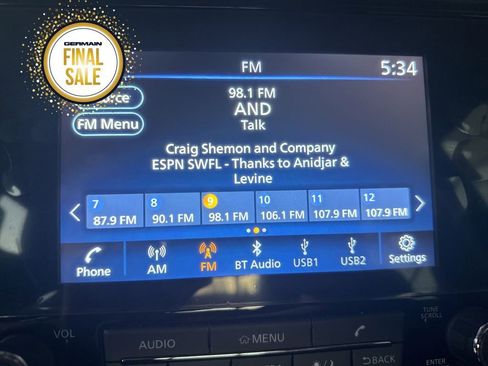 GERMAIN
FINAL
SALE
FM
5:34
98.1 FM
AND
Talk
FM Menu
Craig Shemon and Company
ESPN SWFL - Thanks to Anidjar &
Levine
7 8 9 10 11 12
87.9 FM 90.1 FM 98.1 FM 106.1 FM 107.9 FM 107.9 FM
Phone AM FM BT Audio USB1 USB2 Settings
TUNE
SCROLL
VOL
AUDIO MENU
BACK
ENTER